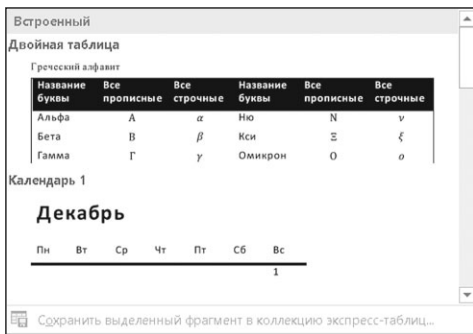 Встроенный
Двойная таблица
Греческий алфавит
Название буквы Все прописные Все строчные Название буквы Все прописные Все строчные
Альфа Α α Ню Ν ν
Бета Β β Кси Ξ ξ
Гамма Γ γ Омикрон Ο ο
Календарь 1
Декабрь
Пн Вт Ср Чт Пт Сб Вс
1
Сохранить выделенный фрагмент в коллекцию экспресс-таблиц...